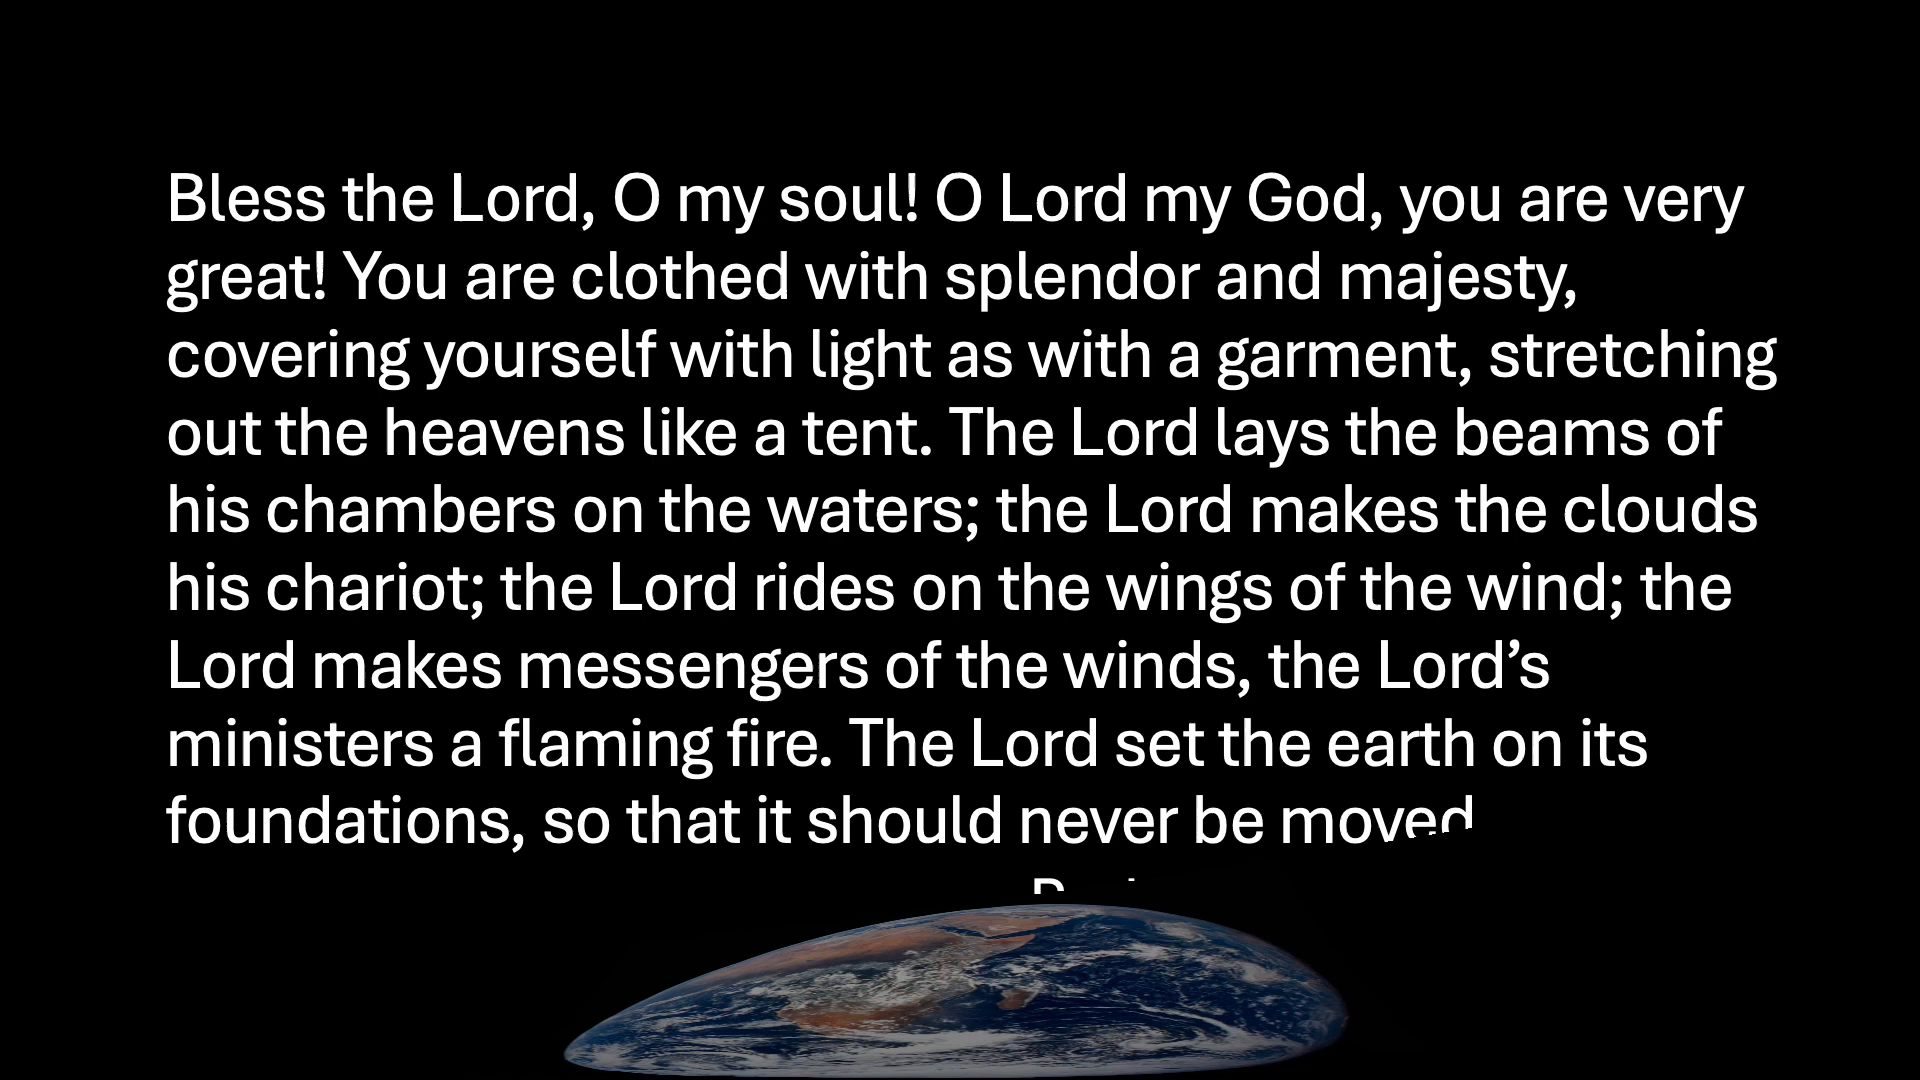 Bless the Lord, O my soul! O Lord my God, you are very
great! You are clothed with splendor and majesty,
covering yourself with light as with a garment, stretching
out the heavens like a tent. The Lord lays the beams of
his chambers on the waters; the Lord makes the clouds
his chariot; the Lord rides on the wings of the wind; the
Lord makes messengers of the winds, the Lord’s
ministers a flaming fire. The Lord set the earth on its
foundations, so that it should never be moved